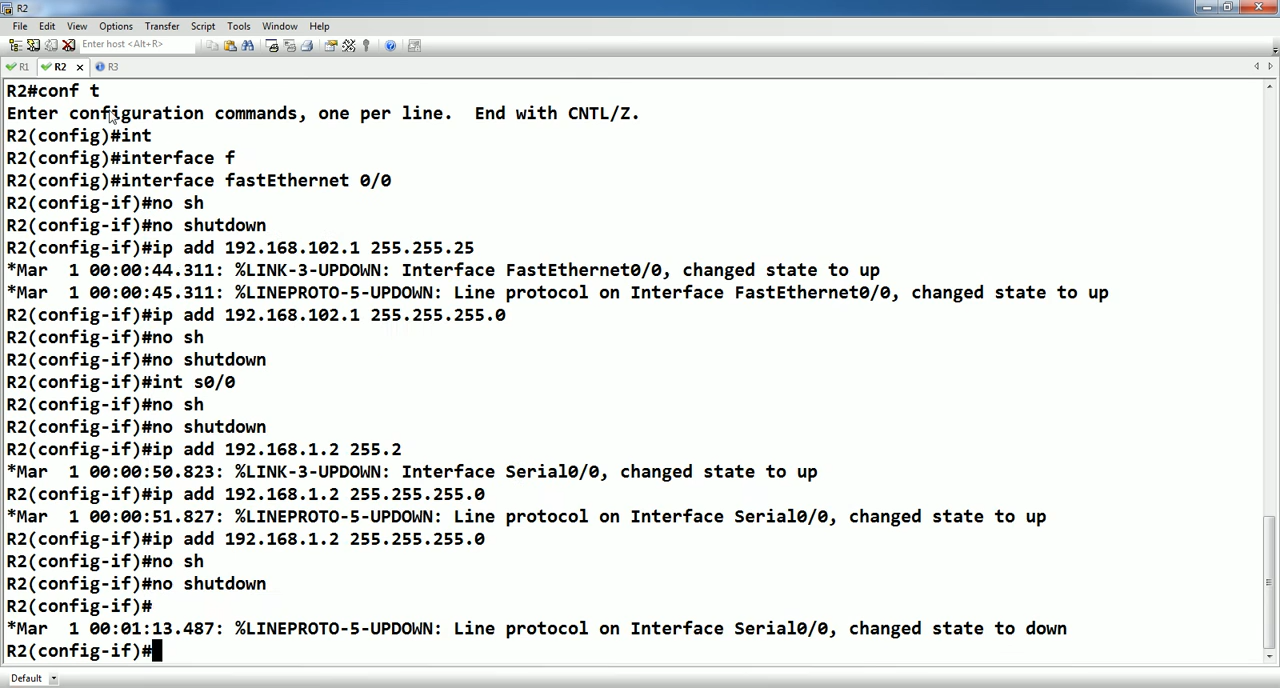 R2
File Edit View Options Transfer Script Tools Window Help
Enter host <Alt+R>
R1 R2 R3
R2#conf t
Enter configuration commands, one per line.  End with CNTL/Z.
R2(config)#int
R2(config)#interface f
R2(config)#interface fastEthernet 0/0
R2(config-if)#no sh
R2(config-if)#no shutdown
R2(config-if)#ip add 192.168.102.1 255.255.25
*Mar  1 00:00:44.311: %LINK-3-UPDOWN: Interface FastEthernet0/0, changed state to up
*Mar  1 00:00:45.311: %LINEPROTO-5-UPDOWN: Line protocol on Interface FastEthernet0/0, changed state to up
R2(config-if)#ip add 192.168.102.1 255.255.255.0
R2(config-if)#no sh
R2(config-if)#no shutdown
R2(config-if)#int s0/0
R2(config-if)#no sh
R2(config-if)#no shutdown
R2(config-if)#ip add 192.168.1.2 255.2
*Mar  1 00:00:50.823: %LINK-3-UPDOWN: Interface Serial0/0, changed state to up
R2(config-if)#ip add 192.168.1.2 255.255.255.0
*Mar  1 00:00:51.827: %LINEPROTO-5-UPDOWN: Line protocol on Interface Serial0/0, changed state to up
R2(config-if)#ip add 192.168.1.2 255.255.255.0
R2(config-if)#no sh
R2(config-if)#no shutdown
R2(config-if)#
*Mar  1 00:01:13.487: %LINEPROTO-5-UPDOWN: Line protocol on Interface Serial0/0, changed state to down
R2(config-if)#
Default